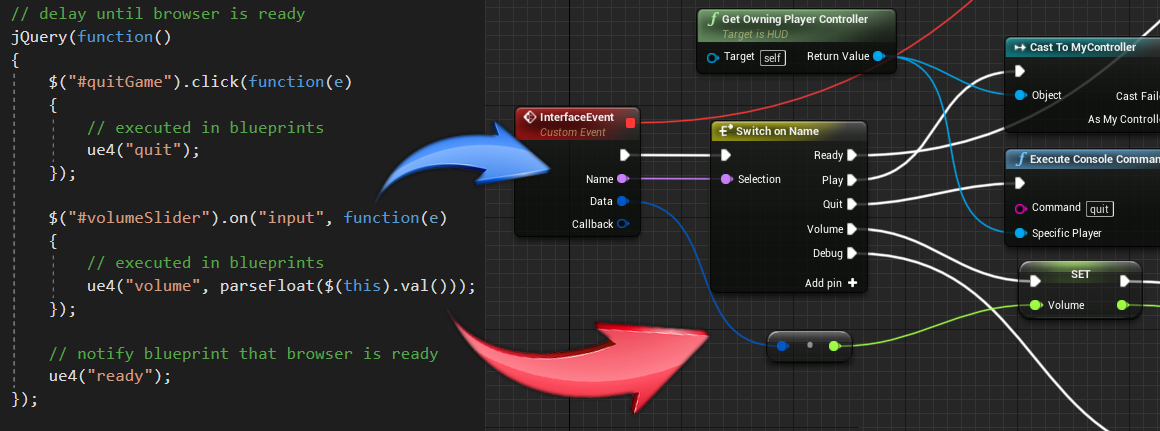 // delay until browser is ready
jQuery(function()
{
$("#quitGame").click(function(e)
{
// executed in blueprints
ue4("quit");
});
$("#volumeSlider").on("input", function(e)
{
// executed in blueprints
ue4("volume", parseFloat($(this).val()));
});
// notify blueprint that browser is ready
ue4("ready");
});
InterfaceEvent
Custom Event
Name
Data
Callback
Get Owning Player Controller
Target is HUD
Target self Return Value
Switch on Name
Ready
Selection Play
Quit
Volume
Debug
Add pin
Cast To MyController
Object Cast Faile
As My Controlle
Execute Console Comman
Command quit
Specific Player
SET
Volume